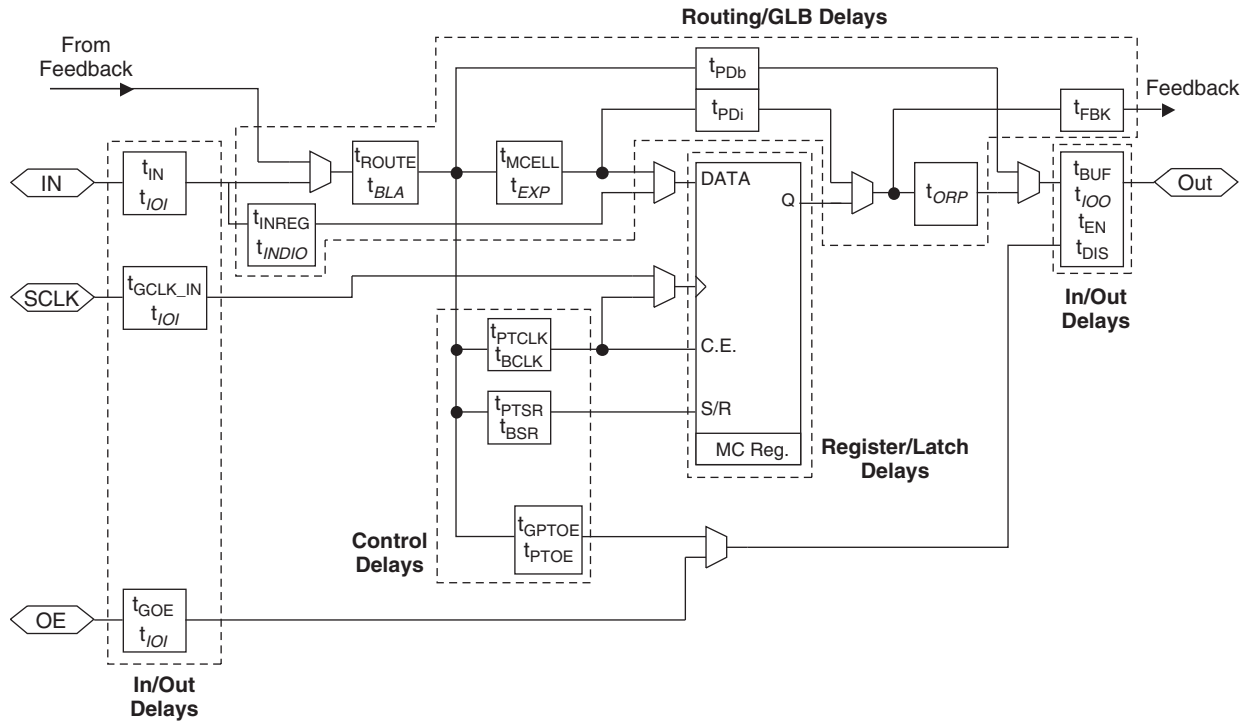 Routing/GLB Delays
From
Feedback
tPDb
tPDi
Feedback
tFBK
IN
tIN
tIOI
tROUTE
tBLA
tMCELL
tEXP
tINREG
tINDIO
DATA
Q
tORP
tBUF
tIOO
tEN
tDIS
Out
In/Out
Delays
SCLK
tGCLK_IN
tIOI
tPTCLK
tBCLK
C.E.
tPTSR
tBSR
S/R
MC Reg.
Register/Latch
Delays
Control
Delays
tGPTOE
tPTOE
OE
tGOE
tIOI
In/Out
Delays